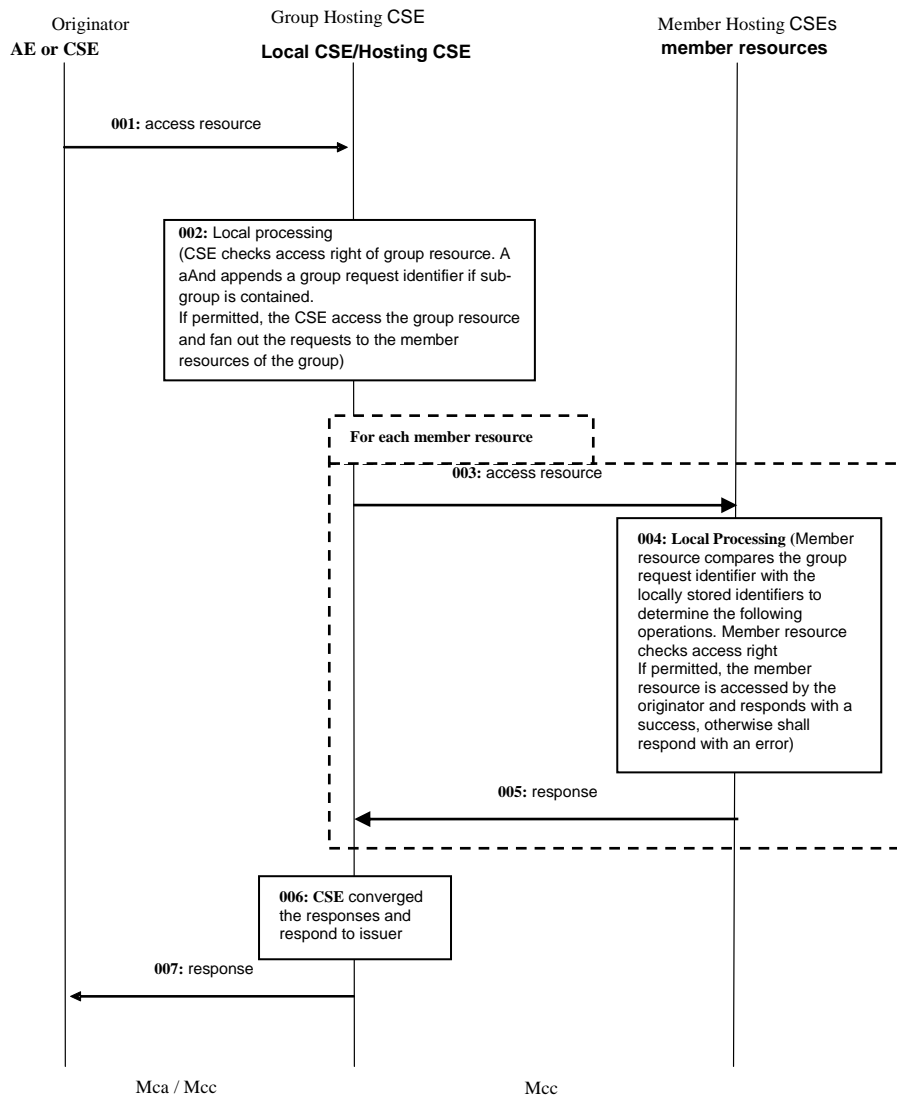 Originator
AE or CSE
Group Hosting CSE
Local CSE/Hosting CSE
Member Hosting CSEs
member resources
001: access resource
002: Local processing
(CSE checks access right of group resource. A
aAnd appends a group request identifier if sub-
group is contained.
If permitted, the CSE access the group resource
and fan out the requests to the member
resources of the group)
For each member resource
003: access resource
004: Local Processing (Member
resource compares the group
request identifier with the
locally stored identifiers to
determine the following
operations. Member resource
checks access right
If permitted, the member
resource is accessed by the
originator and responds with a
success, otherwise shall
respond with an error)
005: response
006: CSE converged
the responses and
respond to issuer
007: response
Mca / Mcc
Mcc